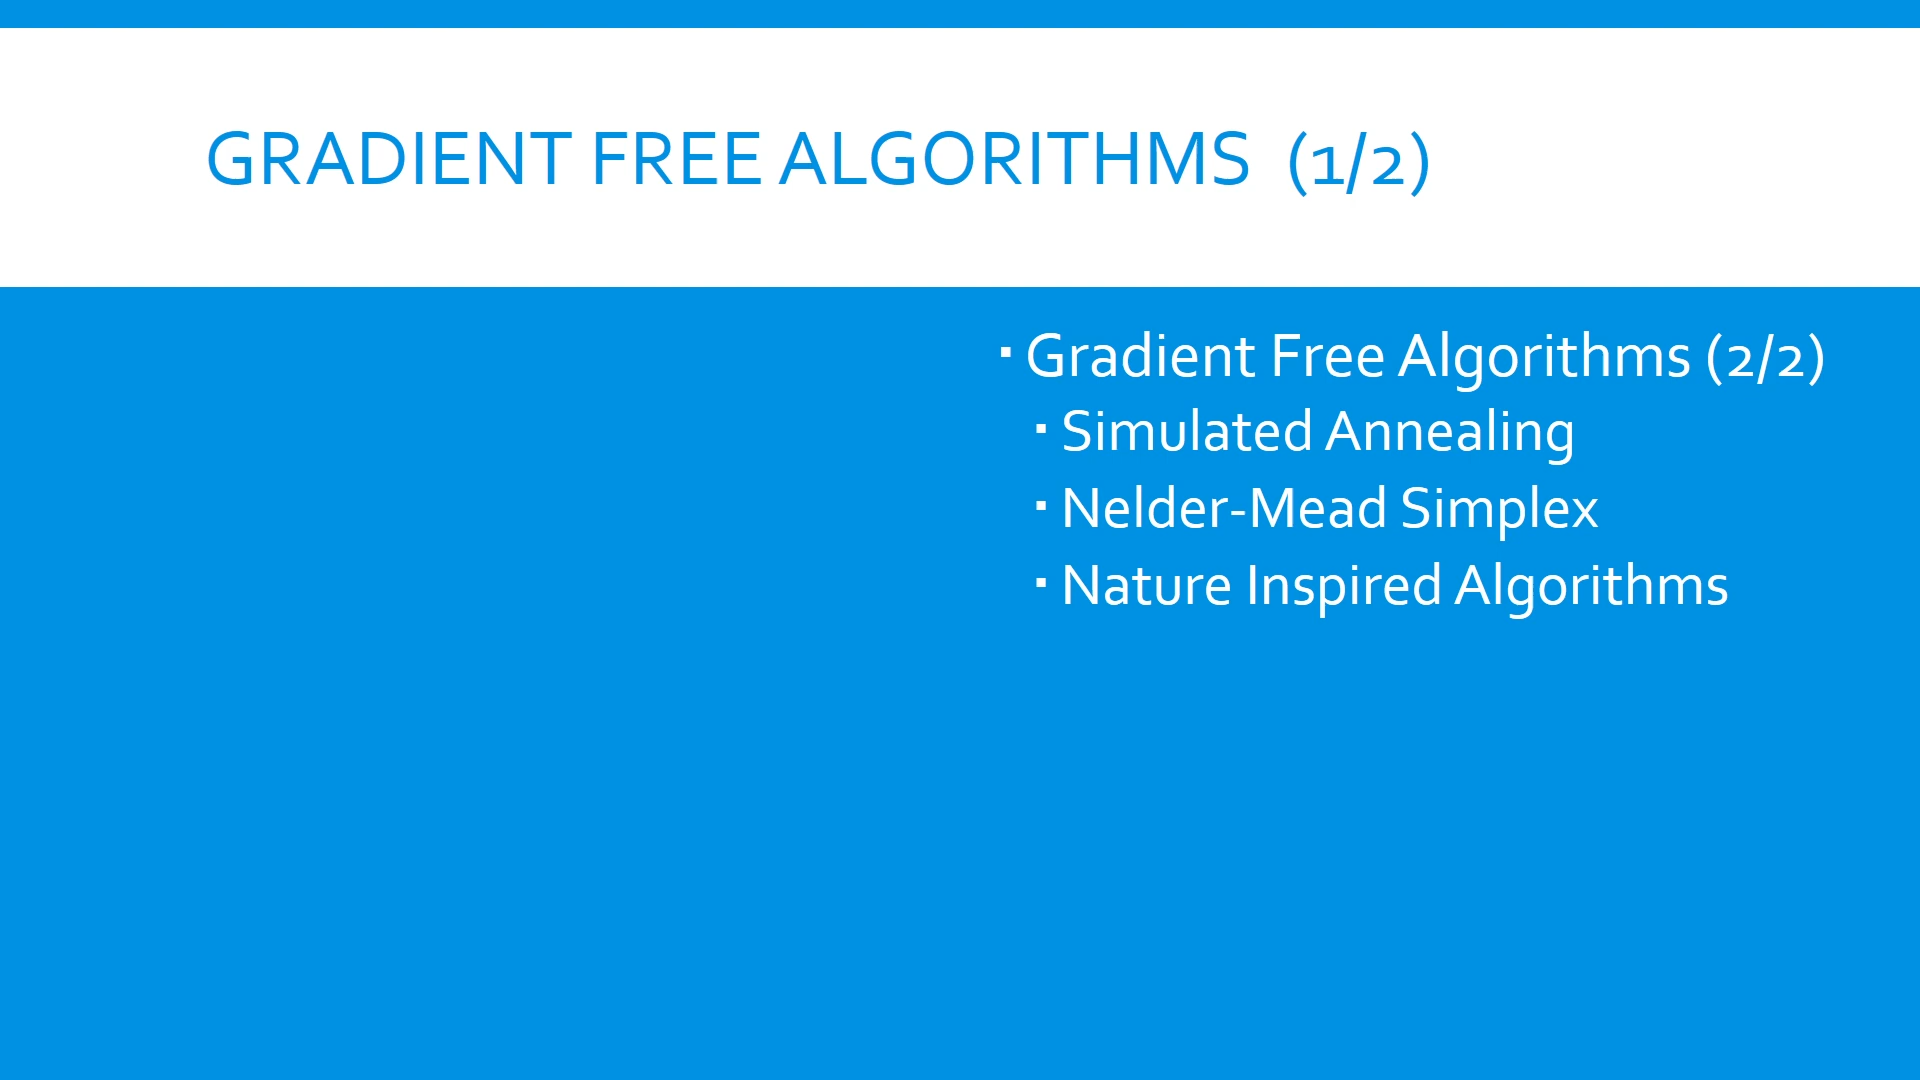 GRADIENT FREE ALGORITHMS (1/2)
▪ Gradient Free Algorithms (2/2)
▪ Simulated Annealing
▪ Nelder-Mead Simplex
▪ Nature Inspired Algorithms